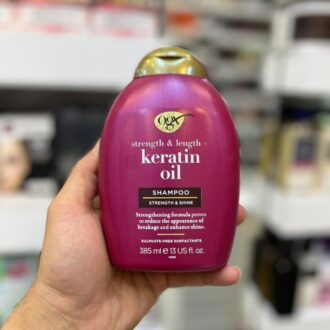 ogx
strength & length +
keratin
oil
SHAMPOO
STRENGTH & SHINE
Strengthening formula proven
to reduce the appearance of
breakage and enhance shine.
SULPHATE-FREE SURFACTANTS
385 ml e 13 US fl. oz.